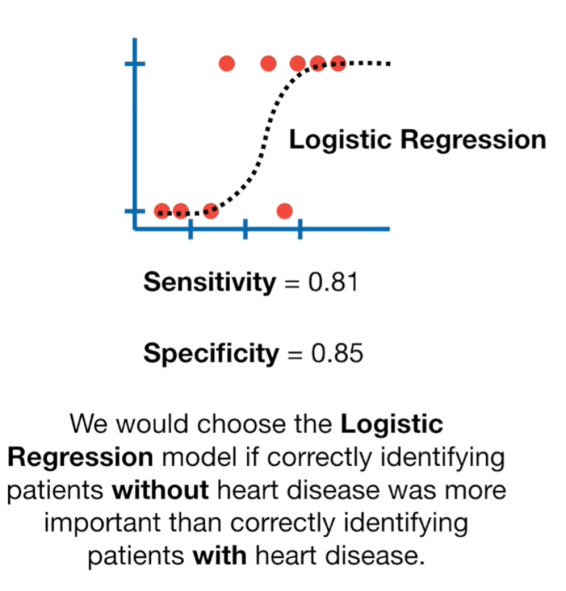 Logistic Regression
Sensitivity = 0.81
Specificity = 0.85
We would choose the Logistic
Regression model if correctly identifying
patients without heart disease was more
important than correctly identifying
patients with heart disease.